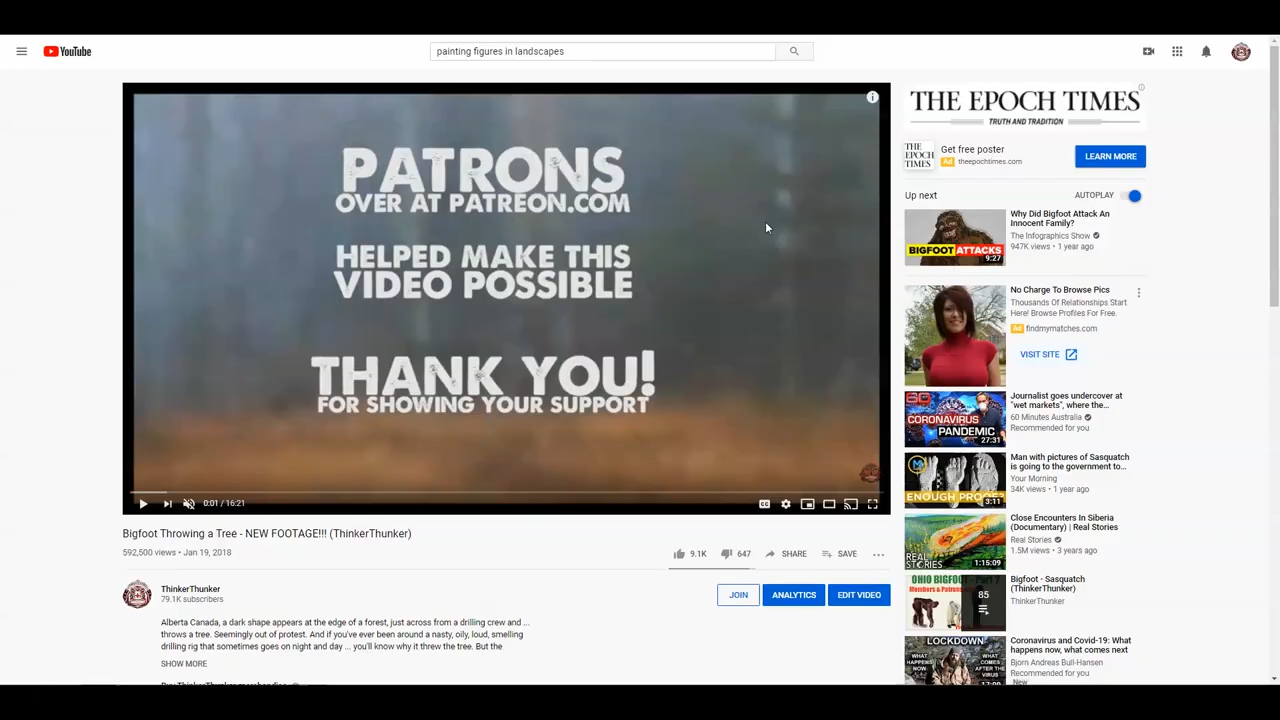 YouTube
painting figures in landscapes
PATRONS
OVER AT PATREON.COM
HELPED MAKE THIS
VIDEO POSSIBLE
THANK YOU!
FOR SHOWING YOUR SUPPORT
0:01 / 16:21
CC
Bigfoot Throwing a Tree - NEW FOOTAGE!!! (ThinkerThunker)
592,500 views • Jan 19, 2018
9.1K
647
SHARE
SAVE
ThinkerThunker
79.1K subscribers
JOIN
ANALYTICS
EDIT VIDEO
Alberta Canada, a dark shape appears at the edge of a forest, just across from a drilling crew and ...
throws a tree. Seemingly out of protest. And if you've ever been around a nasty, oily, loud, smelling
drilling rig that sometimes goes on night and day ... you'll know why it threw the tree. But the
SHOW MORE
THE EPOCH TIMES
TRUTH AND TRADITION
THE
EPOCH
TIMES
Get free poster
Ad theepochtimes.com
LEARN MORE
Up next
AUTOPLAY
BIGFOOT ATTACKS
9:27
Why Did Bigfoot Attack An
Innocent Family?
The Infographics Show
947K views • 1 year ago
No Charge To Browse Pics
Thousands Of Relationships Start
Here! Browse Profiles For Free.
Ad findmymatches.com
VISIT SITE
60
CORONAVIRUS
PANDEMIC
27:31
Journalist goes undercover at
"wet markets", where the...
60 Minutes Australia
Recommended for you
ENOUGH PROOF?
3:11
Man with pictures of Sasquatch
is going to the government to...
Your Morning
34K views • 1 year ago
REAL
STORIES
1:15:09
Close Encounters In Siberia
(Documentary) | Real Stories
Real Stories
1.5M views • 3 years ago
OHIO BIGFOOT
Members & Patrons
85
Bigfoot - Sasquatch
(ThinkerThunker)
ThinkerThunker
LOCKDOWN
WHAT
HAPPENS
NOW
WHAT
COMES
AFTER THE
VIRUS
Coronavirus and Covid-19: What
happens now, what comes next
Bjorn Andreas Bull-Hansen
Recommended for you
New